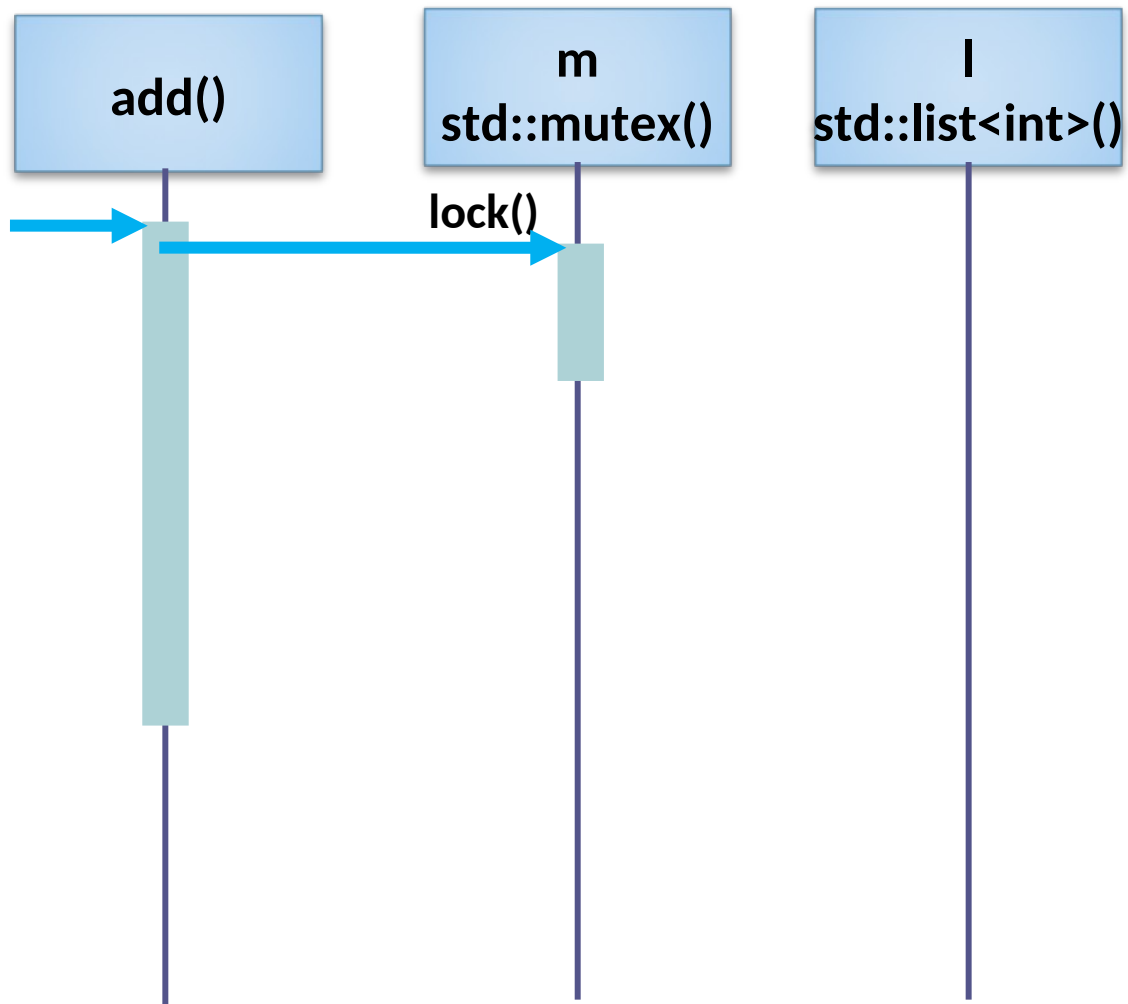 add()
m
std::mutex()
l
std::list<int>()
lock()